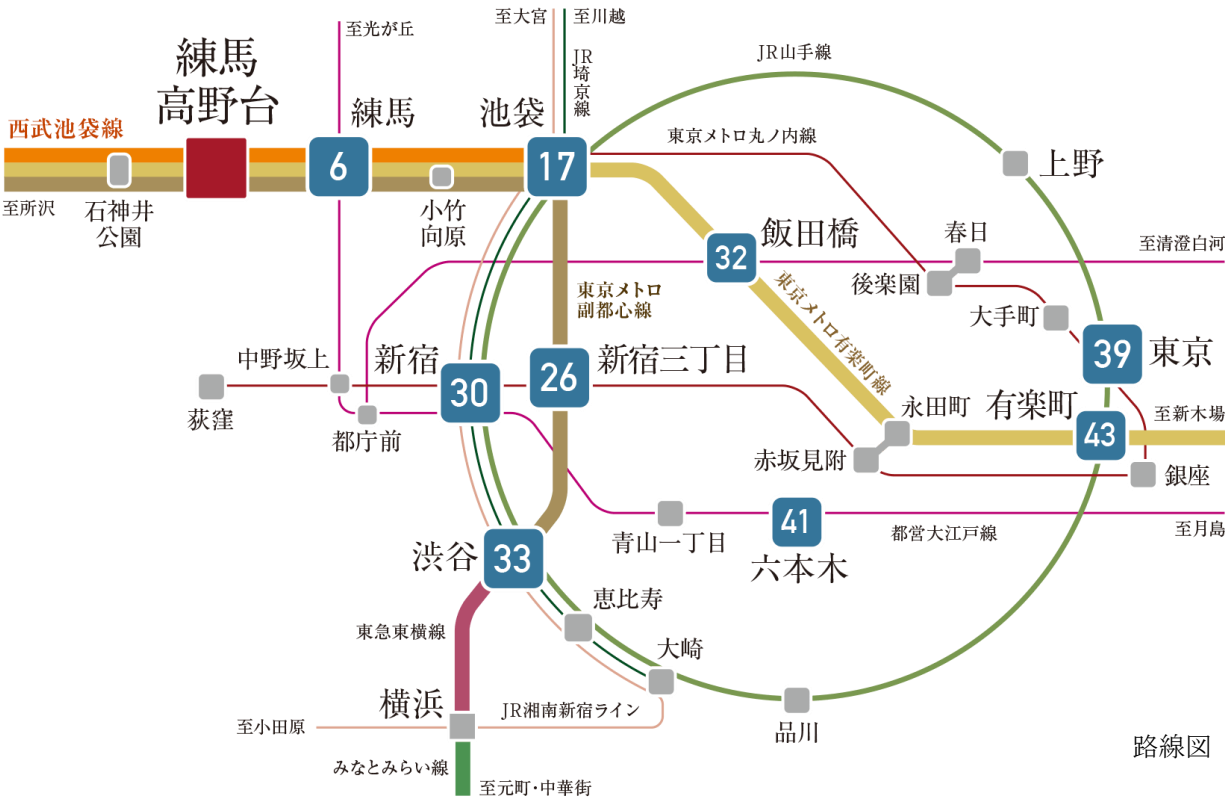 至大宮
至川越
至光が丘
JR埼京線
JR山手線
練馬
高野台
練馬
池袋
西武池袋線
東京メトロ丸ノ内線
上野
6
17
至所沢
石神井
公園
小竹
向原
飯田橋
32
春日
至清澄白河
後楽園
東京メトロ
副都心線
東京メトロ有楽町線
大手町
39
東京
中野坂上
新宿
30
26
新宿三丁目
荻窪
都庁前
永田町
有楽町
43
至新木場
赤坂見附
銀座
青山一丁目
41
六本木
都営大江戸線
至月島
渋谷
33
恵比寿
東急東横線
大崎
横浜
JR湘南新宿ライン
至小田原
品川
みなとみらい線
至元町・中華街
路線図